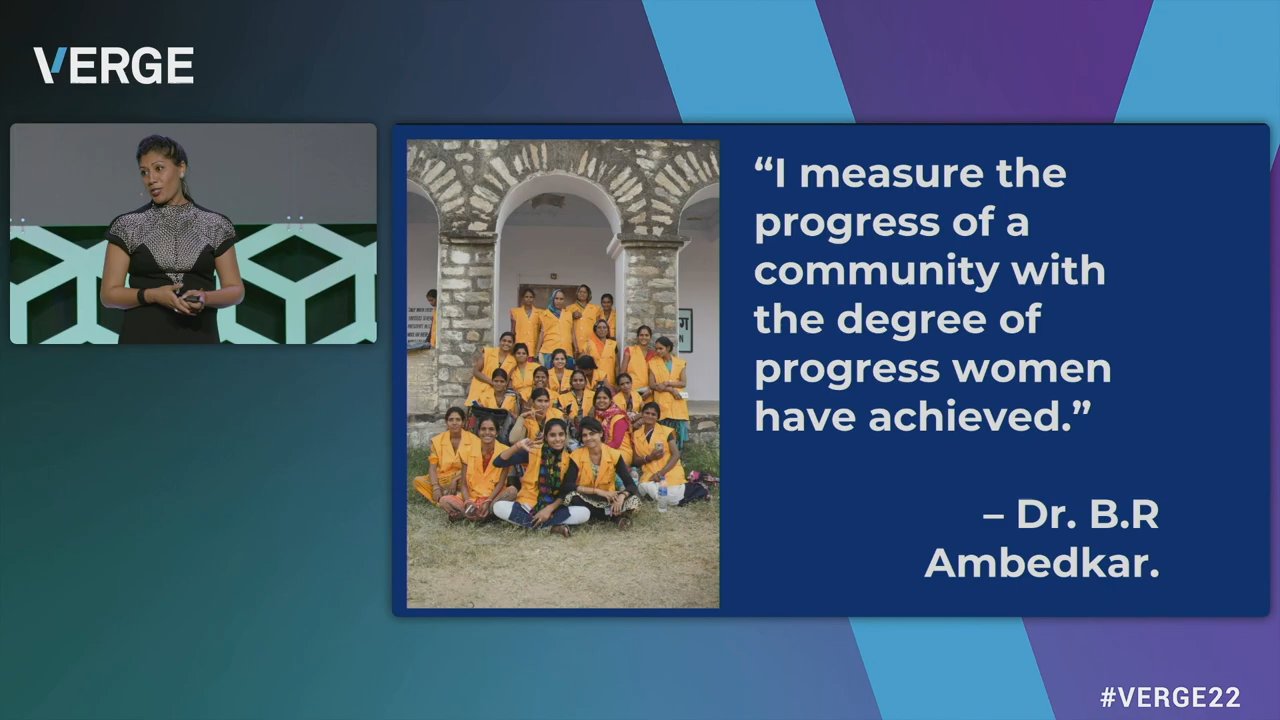 VERGE
“I measure the
progress of a
community with
the degree of
progress women
have achieved.”
– Dr. B.R
Ambedkar.
#VERGE22